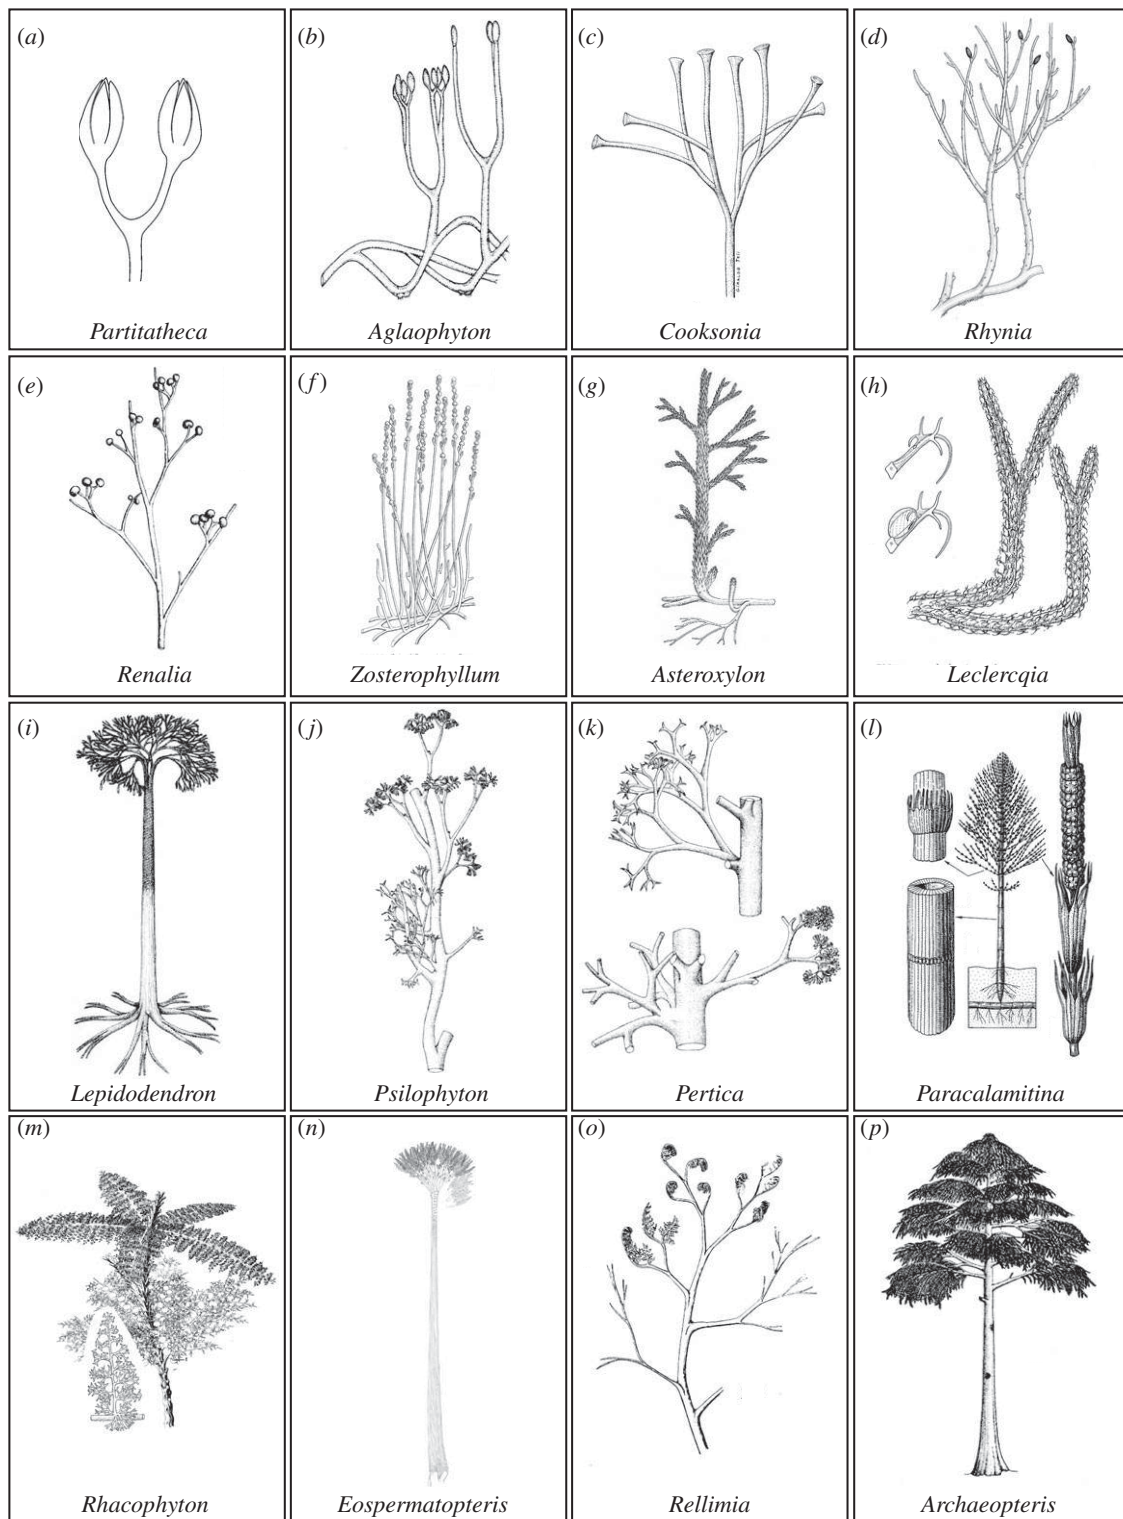 (a)
Partitatheca
(b)
Aglaophyton
(c)
Cooksonia
(d)
Rhynia
(e)
Renalia
(f)
Zosterophyllum
(g)
Asteroxylon
(h)
Leclercqia
(i)
Lepidodendron
(j)
Psilophyton
(k)
Pertica
(l)
Paracalamitina
(m)
Rhacophyton
(n)
Eospermatopteris
(o)
Rellimia
(p)
Archaeopteris